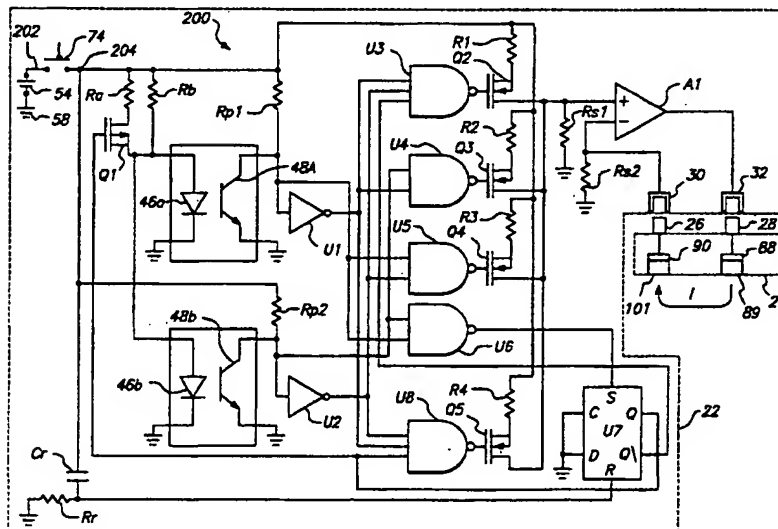 200
74
202
204
54
58
Ra
Rb
Q1
Rp1
46a
48A
U1
U3
U4
U5
U6
R1
Q2
R2
Q3
R3
Q4
Rs1
A1
+
−
Rs2
30
32
26
28
90
88
101
I
89
2
Rp2
48b
46b
U2
U8
Q5
R4
S
C
Q
U7
D
Q\
R
22
Cr
Rr